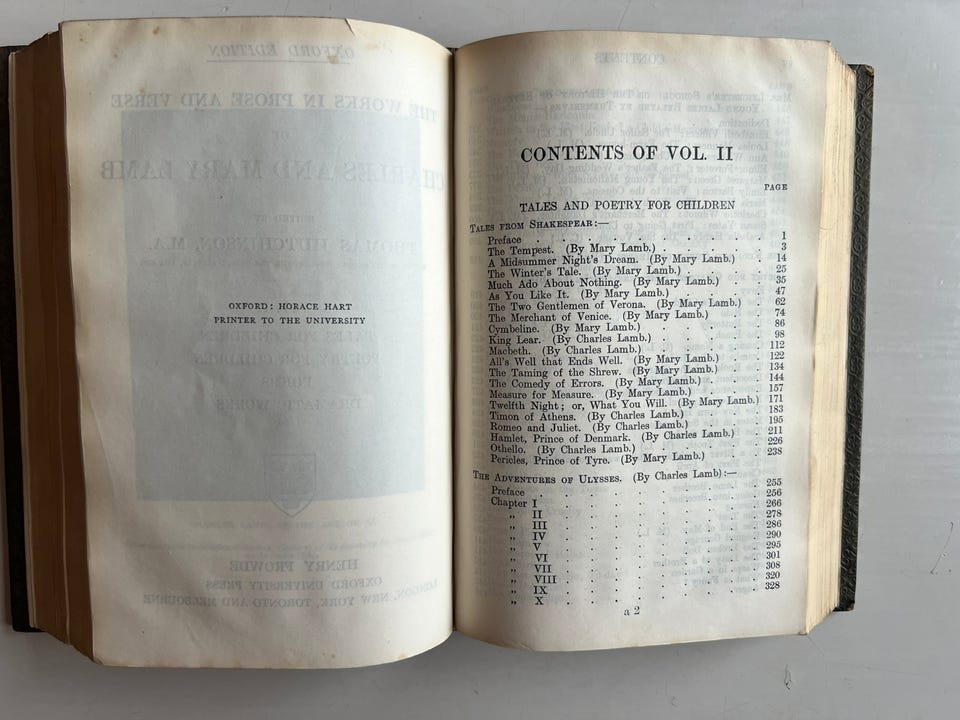 OXFORD: HORACE HART
PRINTER TO THE UNIVERSITY
CONTENTS OF VOL. II
PAGE
TALES AND POETRY FOR CHILDREN
TALES FROM SHAKESPEAR:—
Preface 1
The Tempest. (By Mary Lamb.) 3
A Midsummer Night's Dream. (By Mary Lamb.) 14
The Winter's Tale. (By Mary Lamb.) 25
Much Ado About Nothing. (By Mary Lamb.) 35
As You Like It. (By Mary Lamb.) 47
The Two Gentlemen of Verona. (By Mary Lamb.) 62
The Merchant of Venice. (By Mary Lamb.) 74
Cymbeline. (By Mary Lamb.) 86
King Lear. (By Charles Lamb.) 98
Macbeth. (By Charles Lamb.) 112
All's Well that Ends Well. (By Mary Lamb.) 122
The Taming of the Shrew. (By Mary Lamb.) 134
The Comedy of Errors. (By Mary Lamb.) 144
Measure for Measure. (By Mary Lamb.) 157
Twelfth Night; or, What You Will. (By Mary Lamb.) 171
Timon of Athens. (By Charles Lamb.) 183
Romeo and Juliet. (By Charles Lamb.) 195
Hamlet, Prince of Denmark. (By Charles Lamb.) 211
Othello. (By Charles Lamb.) 226
Pericles, Prince of Tyre. (By Mary Lamb.) 238
THE ADVENTURES OF ULYSSES. (By Charles Lamb):—
Preface 255
Chapter I 256
„ II 266
„ III 278
„ IV 286
„ V 290
„ VI 295
„ VII 301
„ VIII 308
„ IX 320
„ X 328
a 2